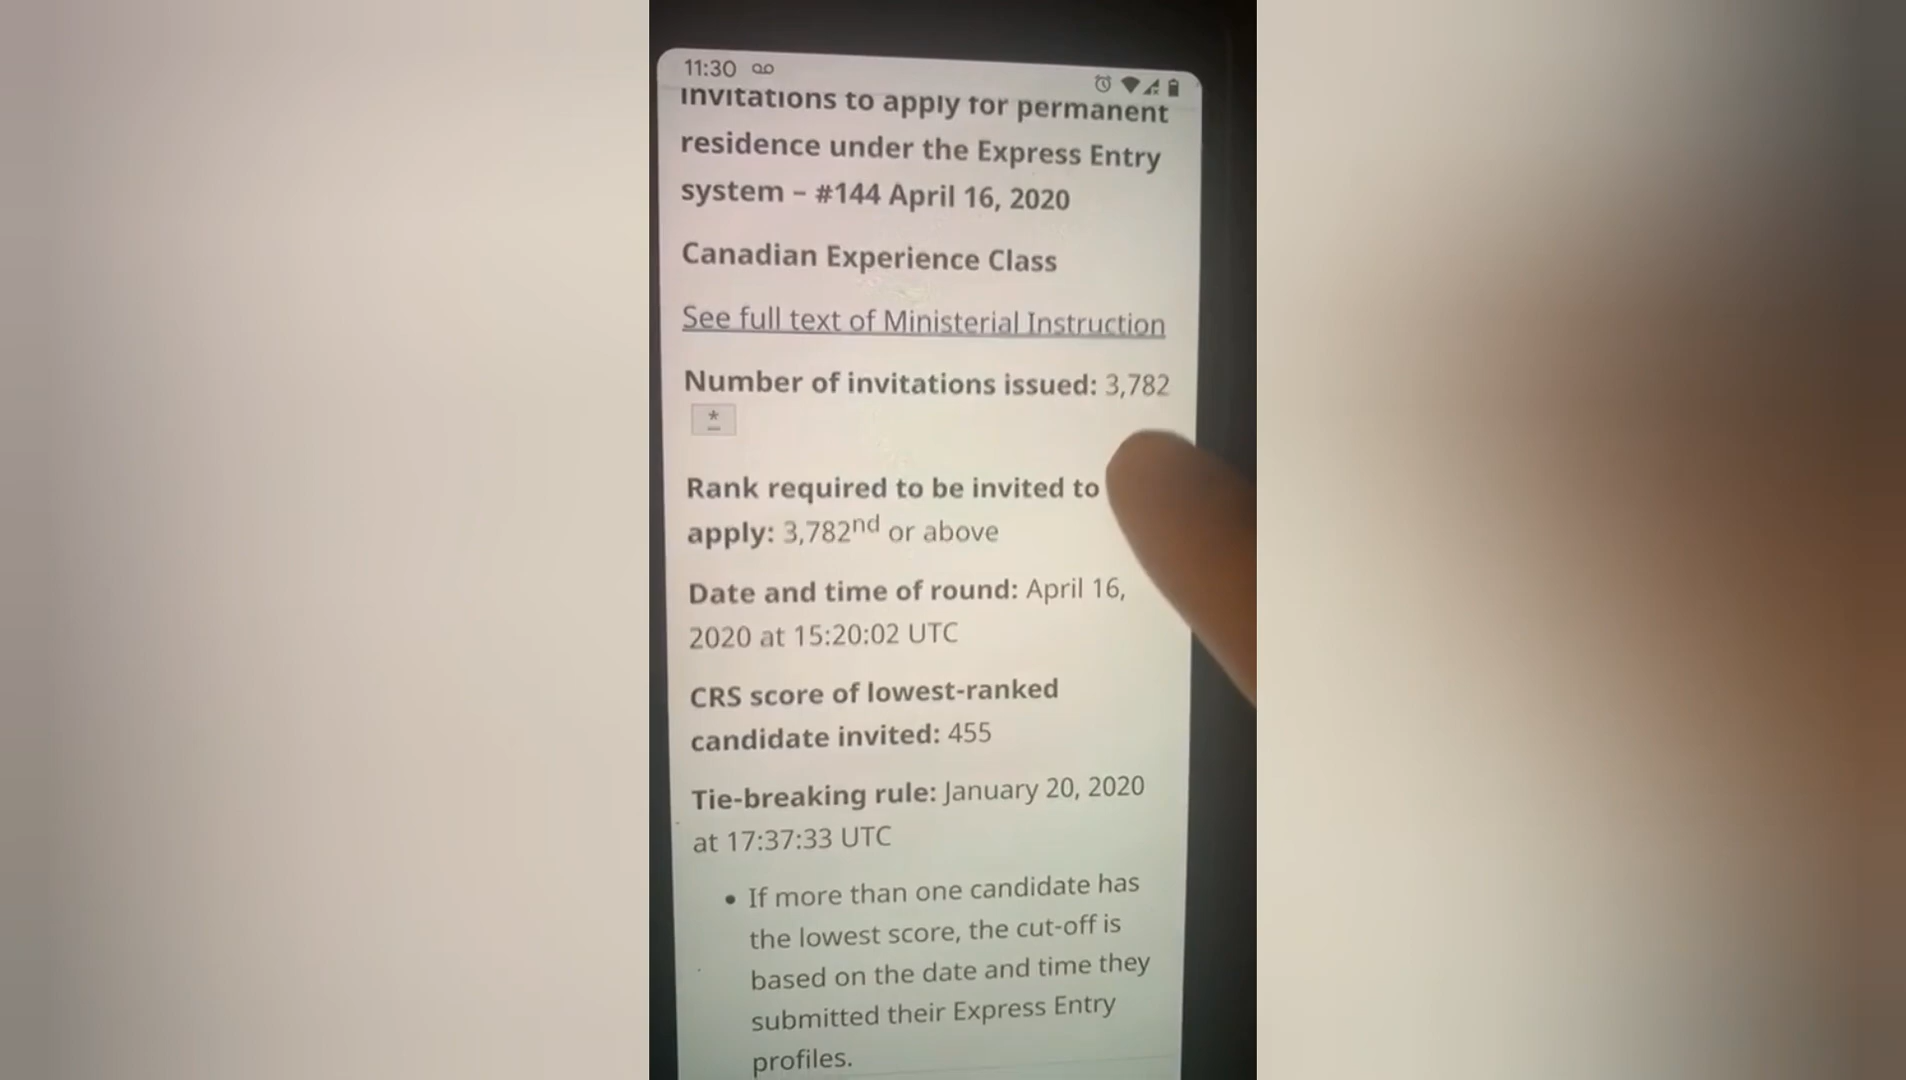 11:30
invitations to apply for permanent
residence under the Express Entry
system – #144 April 16, 2020
Canadian Experience Class
See full text of Ministerial Instruction
Number of invitations issued: 3,782
*
Rank required to be invited to
apply: 3,782nd or above
Date and time of round: April 16,
2020 at 15:20:02 UTC
CRS score of lowest-ranked
candidate invited: 455
Tie-breaking rule: January 20, 2020
at 17:37:33 UTC
• If more than one candidate has
the lowest score, the cut-off is
based on the date and time they
submitted their Express Entry
profiles.